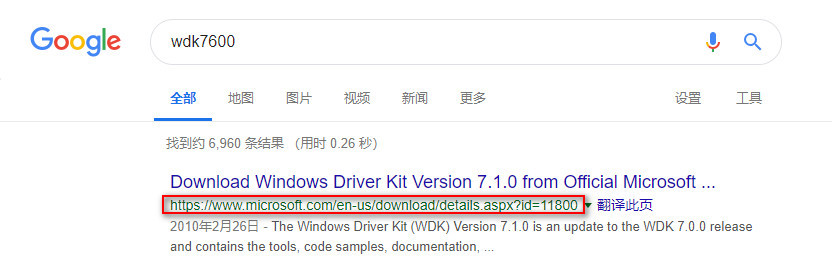 Google
wdk7600
全部 地图 图片 视频 新闻 更多 设置 工具
找到约 6,960 条结果 （用时 0.26 秒）
Download Windows Driver Kit Version 7.1.0 from Official Microsoft ...
https://www.microsoft.com/en-us/download/details.aspx?id=11800 翻译此页
2010年2月26日 - The Windows Driver Kit (WDK) Version 7.1.0 is an update to the WDK 7.0.0 release
and contains the tools, code samples, documentation, ...